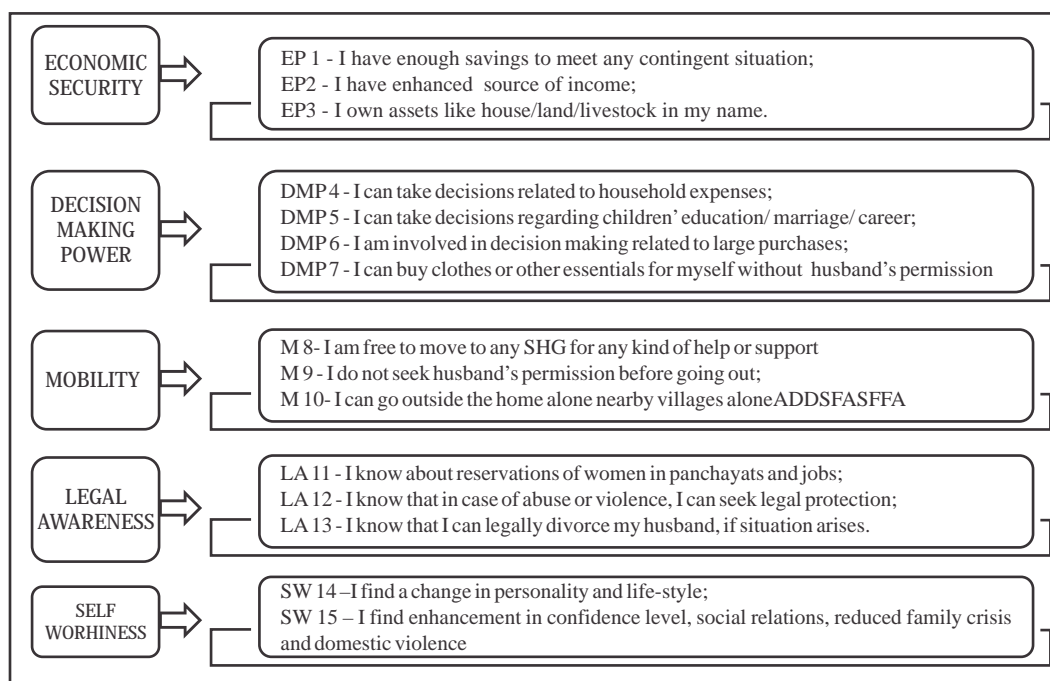 ECONOMIC
SECURITY
EP 1 - I have enough savings to meet any contingent situation;
EP2 - I have enhanced source of income;
EP3 - I own assets like house/land/livestock in my name.
DECISION
MAKING
POWER
DMP 4 - I can take decisions related to household expenses;
DMP 5 - I can take decisions regarding children' education/ marriage/ career;
DMP 6 - I am involved in decision making related to large purchases;
DMP 7 - I can buy clothes or other essentials for myself without husband's permission
MOBILITY
M 8- I am free to move to any SHG for any kind of help or support
M 9 - I do not seek husband's permission before going out;
M 10- I can go outside the home alone nearby villages aloneADDSFASFFA
LEGAL
AWARENESS
LA 11 - I know about reservations of women in panchayats and jobs;
LA 12 - I know that in case of abuse or violence, I can seek legal protection;
LA 13 - I know that I can legally divorce my husband, if situation arises.
SELF
WORHINESS
SW 14 –I find a change in personality and life-style;
SW 15 – I find enhancement in confidence level, social relations, reduced family crisis
and domestic violence